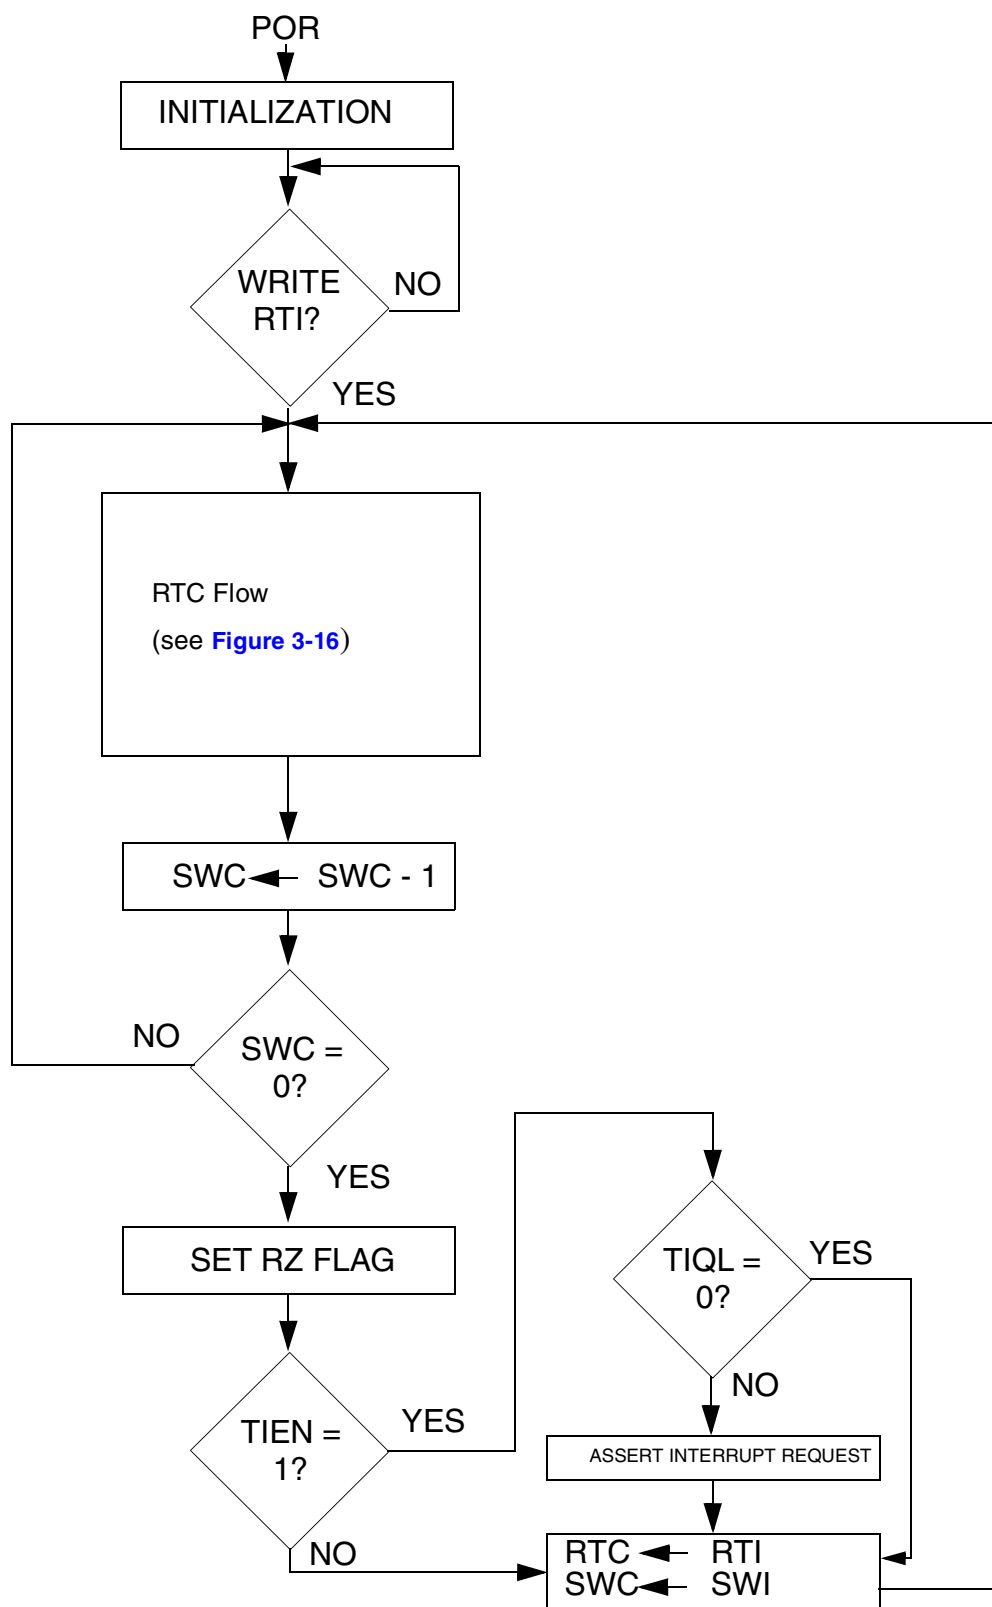 POR
INITIALIZATION
WRITE
RTI?
NO
YES
RTC Flow
(see Figure 3-16)
SWC SWC - 1
SWC =
0?
NO
YES
SET RZ FLAG
TIEN =
1?
YES
NO
TIQL =
0?
YES
NO
ASSERT INTERRUPT REQUEST
RTC RTI
SWC SWI